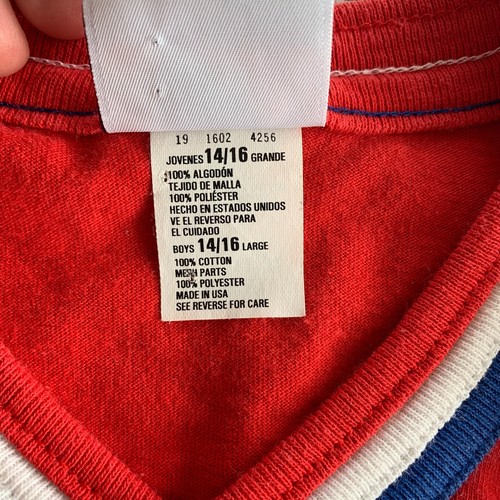 19 1602 4256
JOVENES 14/16 GRANDE
100% ALGODÓN
TEJIDO DE MALLA
100% POLIÉSTER
HECHO EN ESTADOS UNIDOS
VE EL REVERSO PARA
EL CUIDADO
BOYS 14/16 LARGE
100% COTTON
MESH PARTS
100% POLYESTER
MADE IN USA
SEE REVERSE FOR CARE